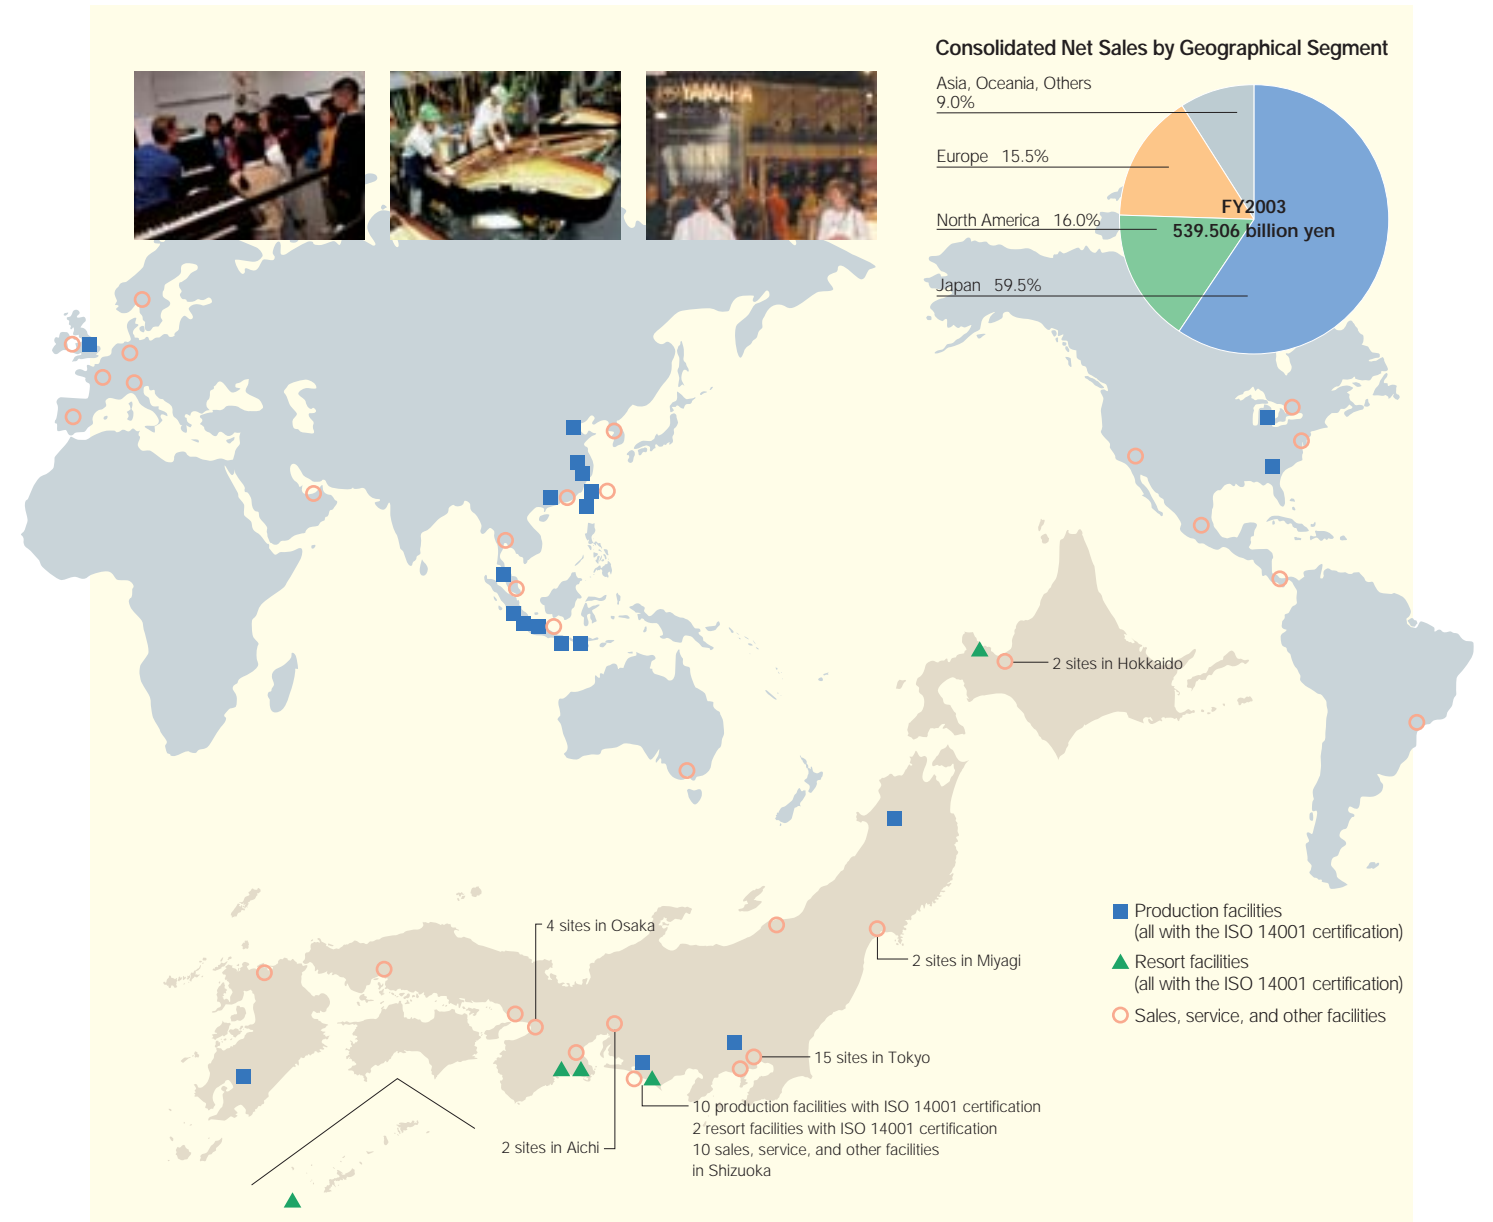 Consolidated Net Sales by Geographical Segment
YAMAHA
Asia, Oceania, Others
9.0%
Europe 15.5%
FY2003
North America 16.0%
539.506 billion yen
Japan 59.5%
2 sites in Hokkaido
Production facilities
(all with the ISO 14001 certification)
Resort facilities
(all with the ISO 14001 certification)
Sales, service, and other facilities
4 sites in Osaka
2 sites in Miyagi
15 sites in Tokyo
10 production facilities with ISO 14001 certification
2 resort facilities with ISO 14001 certification
10 sales, service, and other facilities
in Shizuoka
2 sites in Aichi